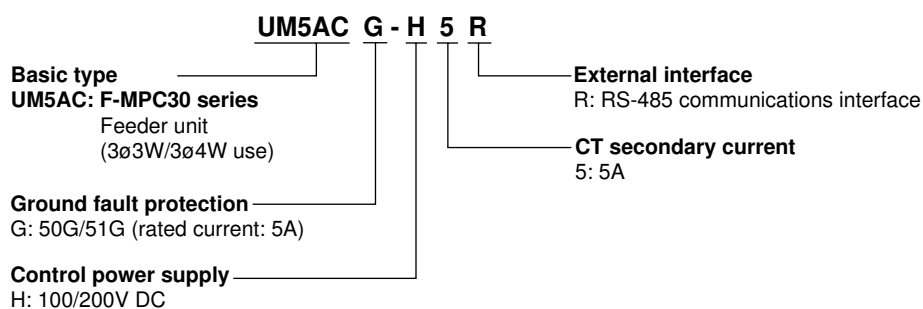 UM5AC G - H 5 R
Basic type
UM5AC: F-MPC30 series
Feeder unit
(3ø3W/3ø4W use)
Ground fault protection
G: 50G/51G (rated current: 5A)
Control power supply
H: 100/200V DC
External interface
R: RS-485 communications interface
CT secondary current
5: 5A